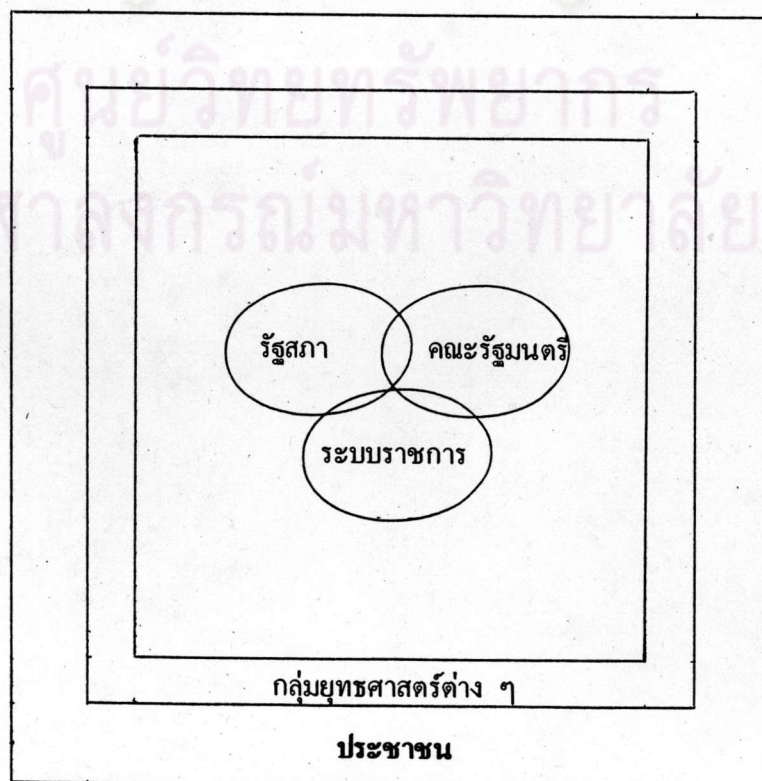 ศูนย์วิทยทรัพยากร
ฬาลงกรณ์มหาวิทยาลัย
รัฐสภา
คณะรัฐมนตรี
ระบบราชการ
กลุ่มยุทธศาสตร์ต่าง ๆ
ประชาชน